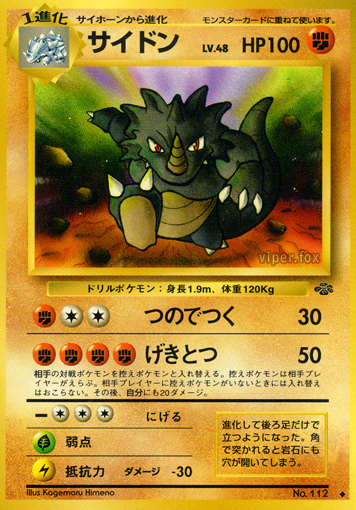 1進化
サイホーンから進化
モンスターカードに重ねて使います。
サイドン LV.48 HP100
viper.fox
ドリルポケモン：身長1.9m、体重120Kg
つのでつく 30
げきとつ 50
相手の対戦ポケモンを控えポケモンと入れ替える。控えポケモンは相手プレ
イヤーがえらぶ。相手プレイヤーに控えポケモンがいないときには入れ替え
はおこらない。その後、自分にも20ダメージ。
にげる
弱点
抵抗力 ダメージ -30
進化して後ろ足だけで
立つようになった。角
で突かれると岩石にも
穴が開いてしまう。
Illus.Kagemaru Himeno
No. 112